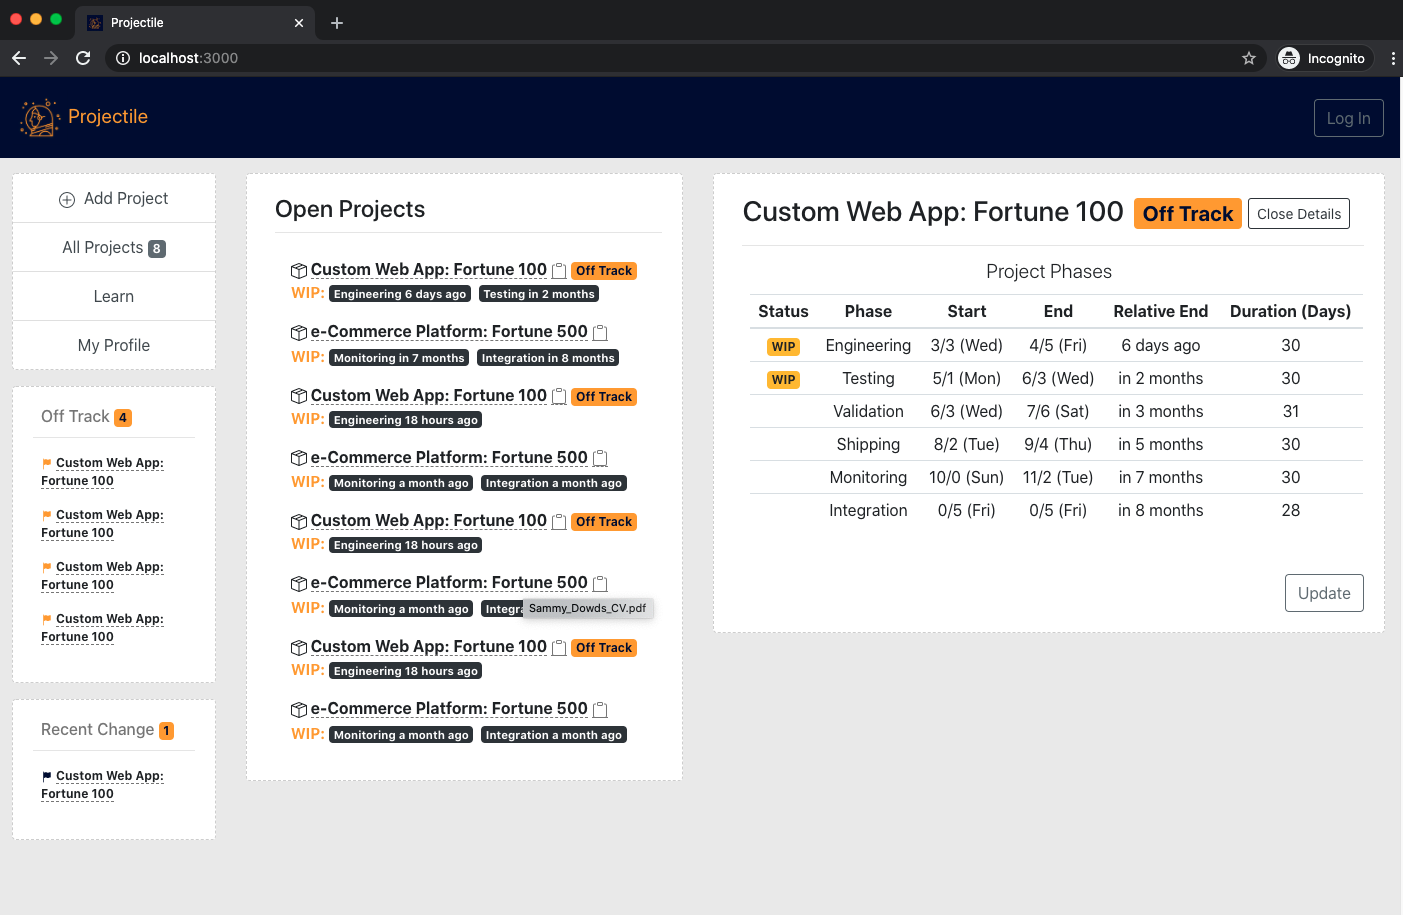 Projectile
localhost:3000
Incognito
Projectile
Log In
Add Project
All Projects 8
Learn
My Profile
Off Track 4
Custom Web App:
Fortune 100
Custom Web App:
Fortune 100
Custom Web App:
Fortune 100
Custom Web App:
Fortune 100
Recent Change 1
Custom Web App:
Fortune 100
Open Projects
Custom Web App: Fortune 100 Off Track
WIP: Engineering 6 days ago Testing in 2 months
e-Commerce Platform: Fortune 500
WIP: Monitoring in 7 months Integration in 8 months
Custom Web App: Fortune 100 Off Track
WIP: Engineering 18 hours ago
e-Commerce Platform: Fortune 500
WIP: Monitoring a month ago Integration a month ago
Custom Web App: Fortune 100 Off Track
WIP: Engineering 18 hours ago
e-Commerce Platform: Fortune 500
WIP: Monitoring a month ago Integra
Sammy_Dowds_CV.pdf
Custom Web App: Fortune 100 Off Track
WIP: Engineering 18 hours ago
e-Commerce Platform: Fortune 500
WIP: Monitoring a month ago Integration a month ago
Custom Web App: Fortune 100 Off Track Close Details
Project Phases
Status Phase Start End Relative End Duration (Days)
WIP Engineering 3/3 (Wed) 4/5 (Fri) 6 days ago 30
WIP Testing 5/1 (Mon) 6/3 (Wed) in 2 months 30
Validation 6/3 (Wed) 7/6 (Sat) in 3 months 31
Shipping 8/2 (Tue) 9/4 (Thu) in 5 months 30
Monitoring 10/0 (Sun) 11/2 (Tue) in 7 months 30
Integration 0/5 (Fri) 0/5 (Fri) in 8 months 28
Update